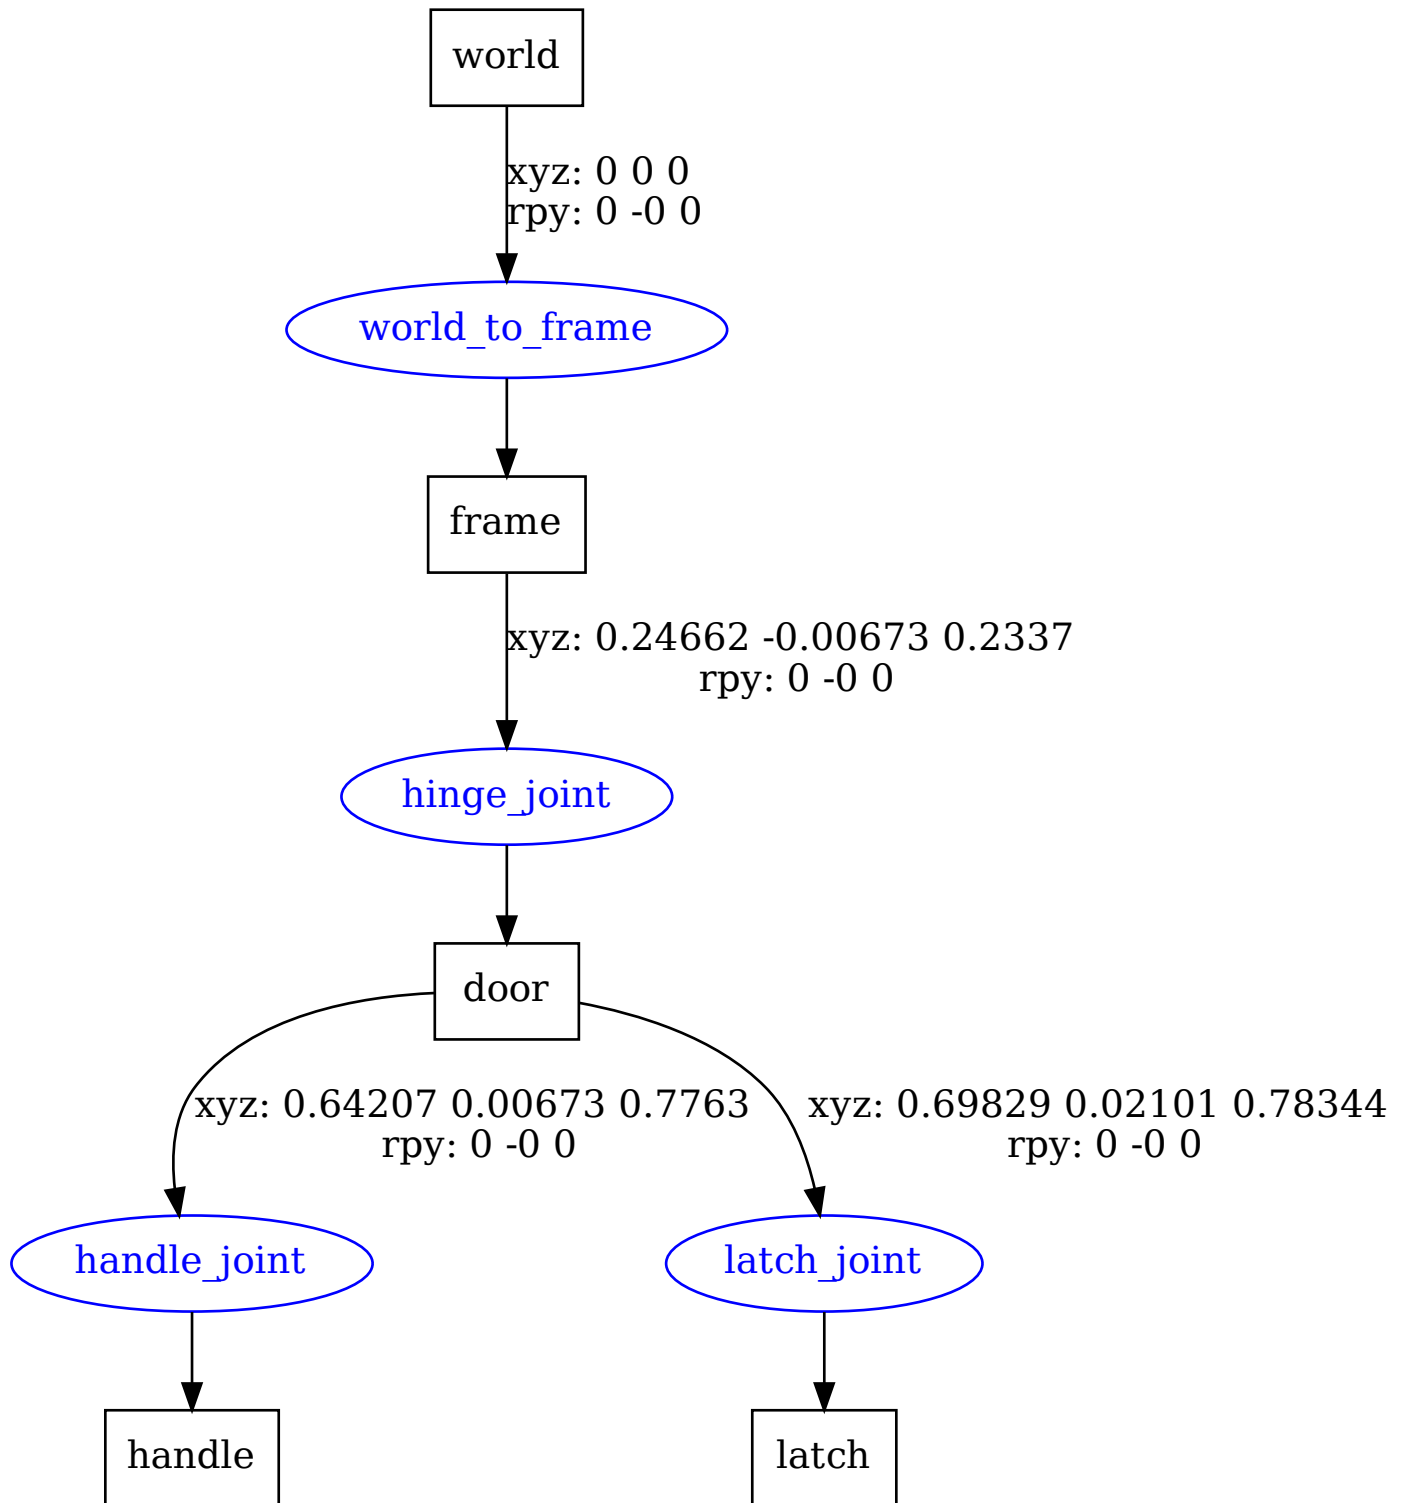 world
xyz: 0 0 0
rpy: 0 -0 0
world_to_frame
frame
xyz: 0.24662 -0.00673 0.2337
rpy: 0 -0 0
hinge_joint
door
xyz: 0.64207 0.00673 0.7763
rpy: 0 -0 0
xyz: 0.69829 0.02101 0.78344
rpy: 0 -0 0
handle_joint
latch_joint
handle
latch